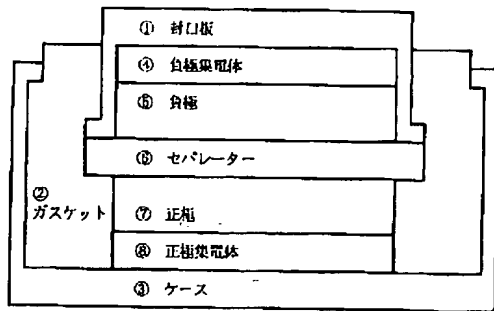 ① 封口板
④ 負極集電体
⑤ 負極
⑥ セパレーター
②
ガスケット
⑦ 正極
⑧ 正極集電体
③ ケース